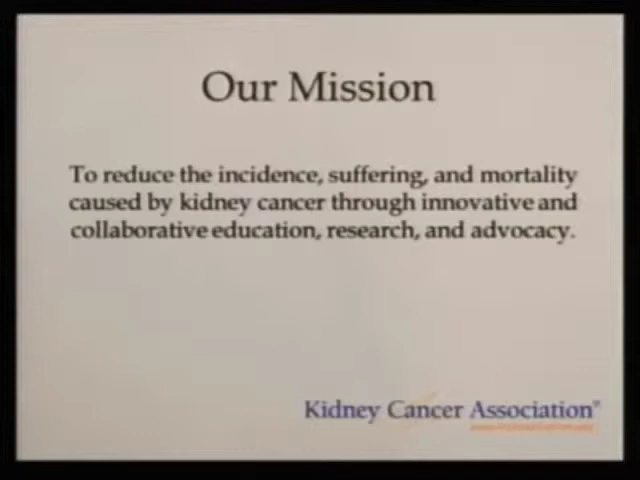 Our Mission
To reduce the incidence, suffering, and mortality
caused by kidney cancer through innovative and
collaborative education, research, and advocacy.
Kidney Cancer Association®